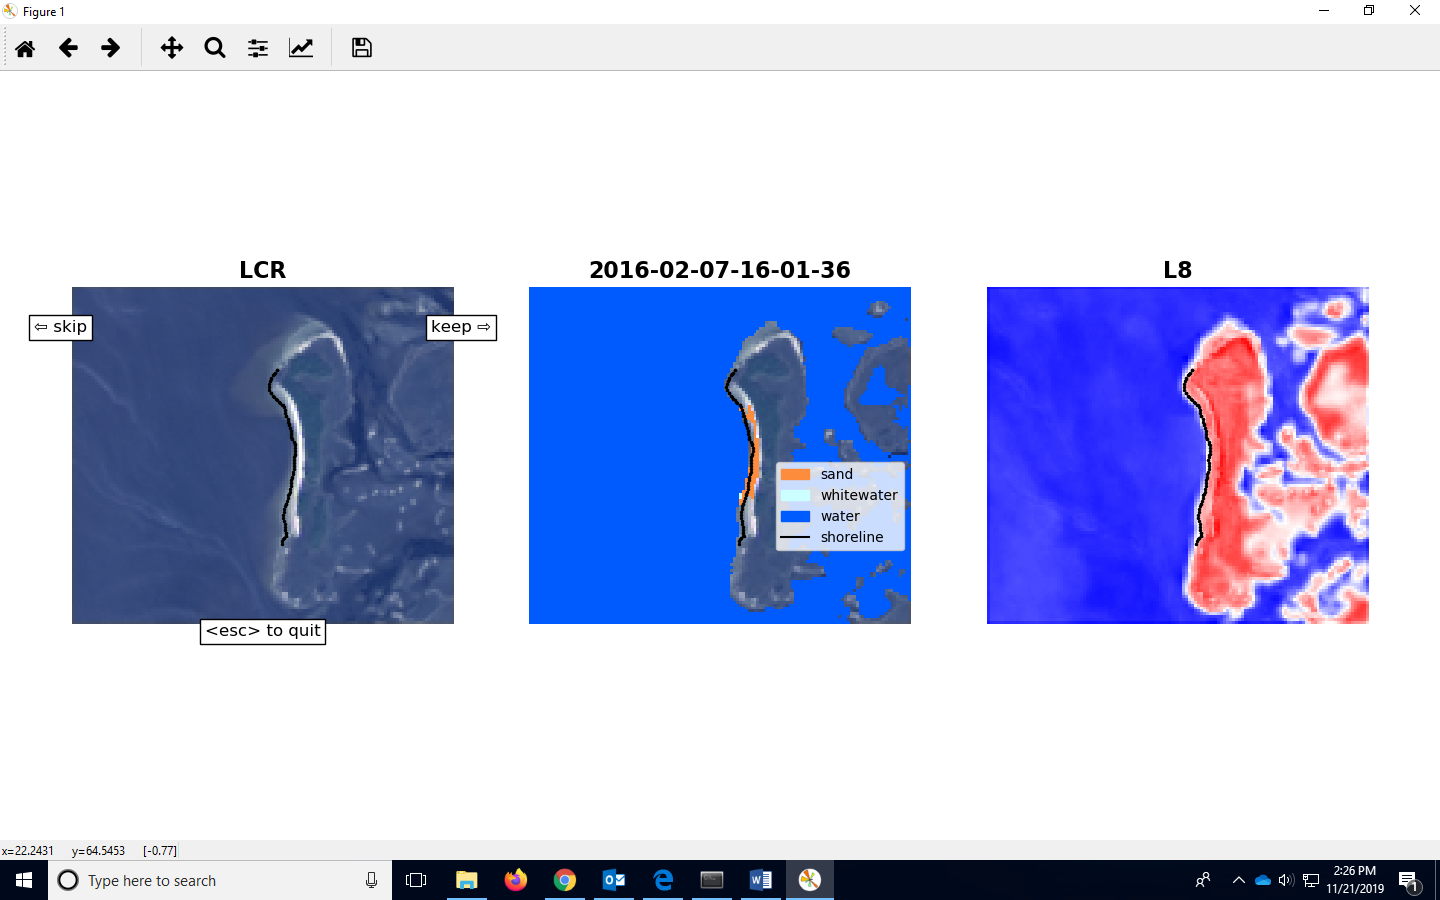 Figure 1
LCR
2016-02-07-16-01-36
L8
⇦ skip
keep ⇨
sand
whitewater
water
shoreline
<esc> to quit
x=22.2431 y=64.5453 [-0.77]
Type here to search
2:26 PM
11/21/2019
1